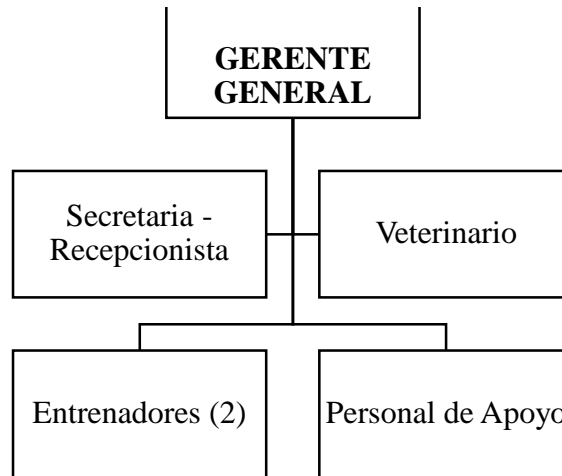 GERENTE
GENERAL
Secretaria -
Recepcionista
Veterinario
Entrenadores (2)
Personal de Apoyo